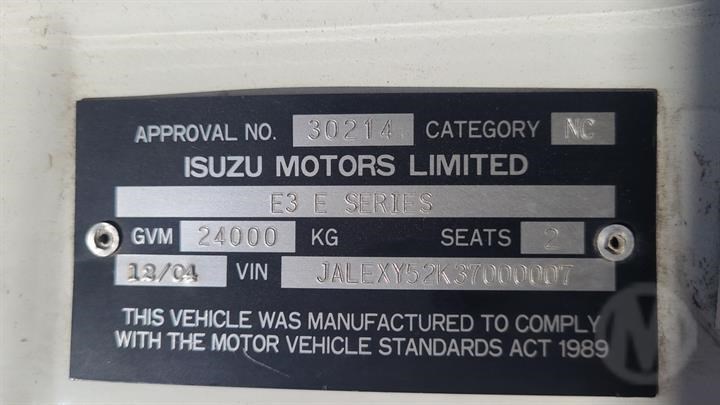 APPROVAL NO. 30214 CATEGORY NC
ISUZU MOTORS LIMITED
E3 E SERIES
GVM 24000 KG SEATS 2
12/04 VIN JALEXY52K37000007
THIS VEHICLE WAS MANUFACTURED TO COMPLY
WITH THE MOTOR VEHICLE STANDARDS ACT 1989
M